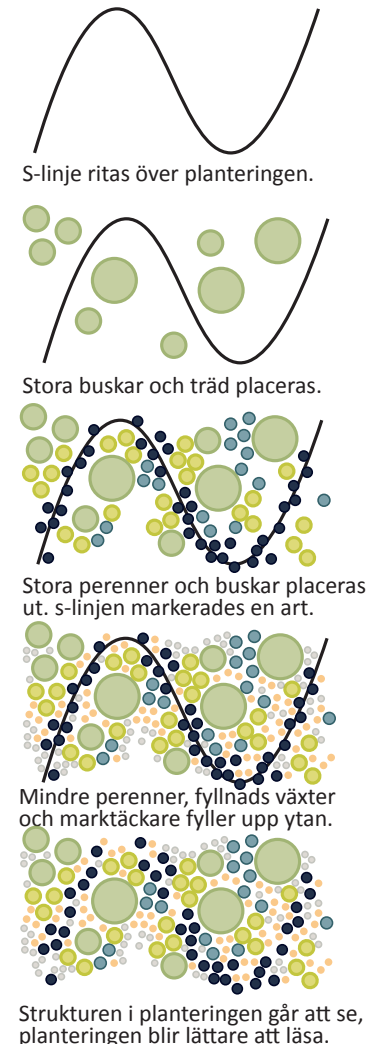 S-linje ritas över planteringen.
Stora buskar och träd placeras.
Stora perenner och buskar placeras
ut. s-linjen markerades en art.
Mindre perenner, fyllnads växter
och marktäckare fyller upp ytan.
Strukturen i planteringen går att se,
planteringen blir lättare att läsa.